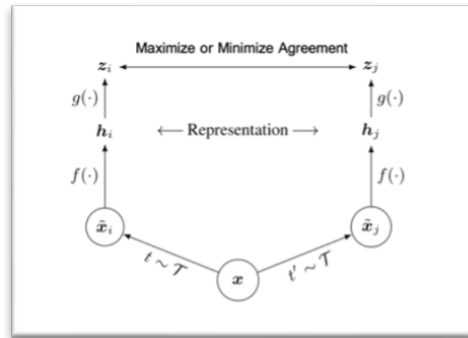 Maximize or Minimize Agreement
z_i z_j
g(·) g(·)
h_i ← Representation → h_j
f(·) f(·)
x̃_i x̃_j
t ∼ 𝒯 t′ ∼ 𝒯
x